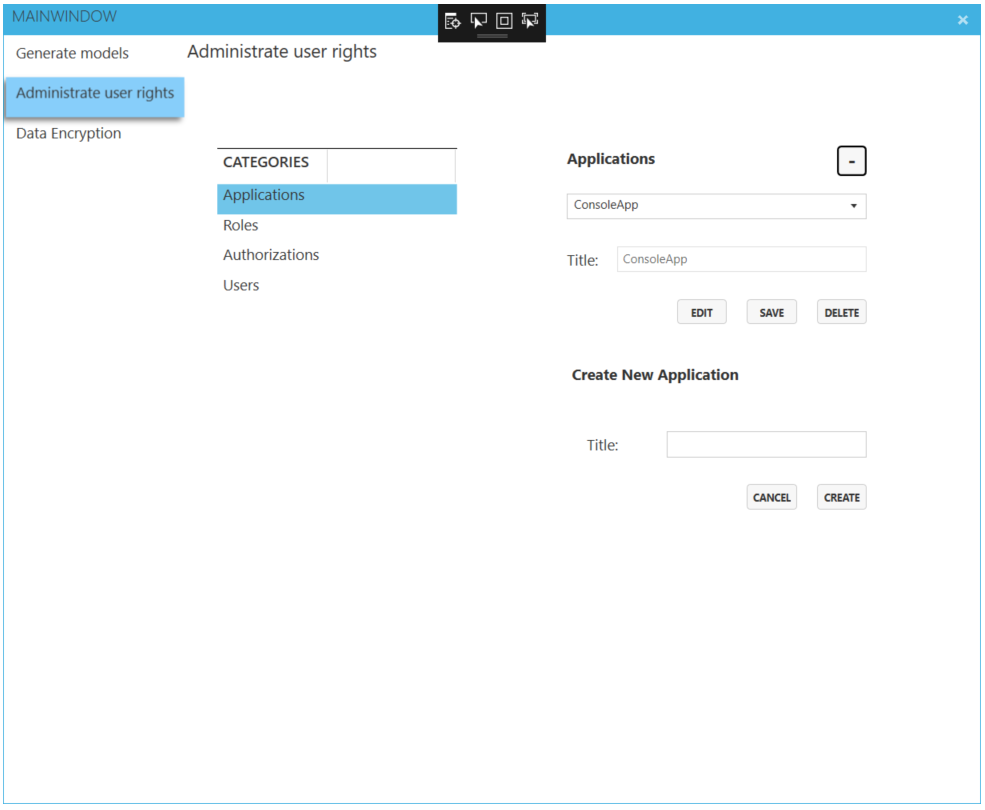 MAINWINDOW
Generate models
Administrate user rights
Data Encryption
Administrate user rights
CATEGORIES
Applications
Roles
Authorizations
Users
Applications
-
ConsoleApp
Title: ConsoleApp
EDIT SAVE DELETE
Create New Application
Title:
CANCEL CREATE